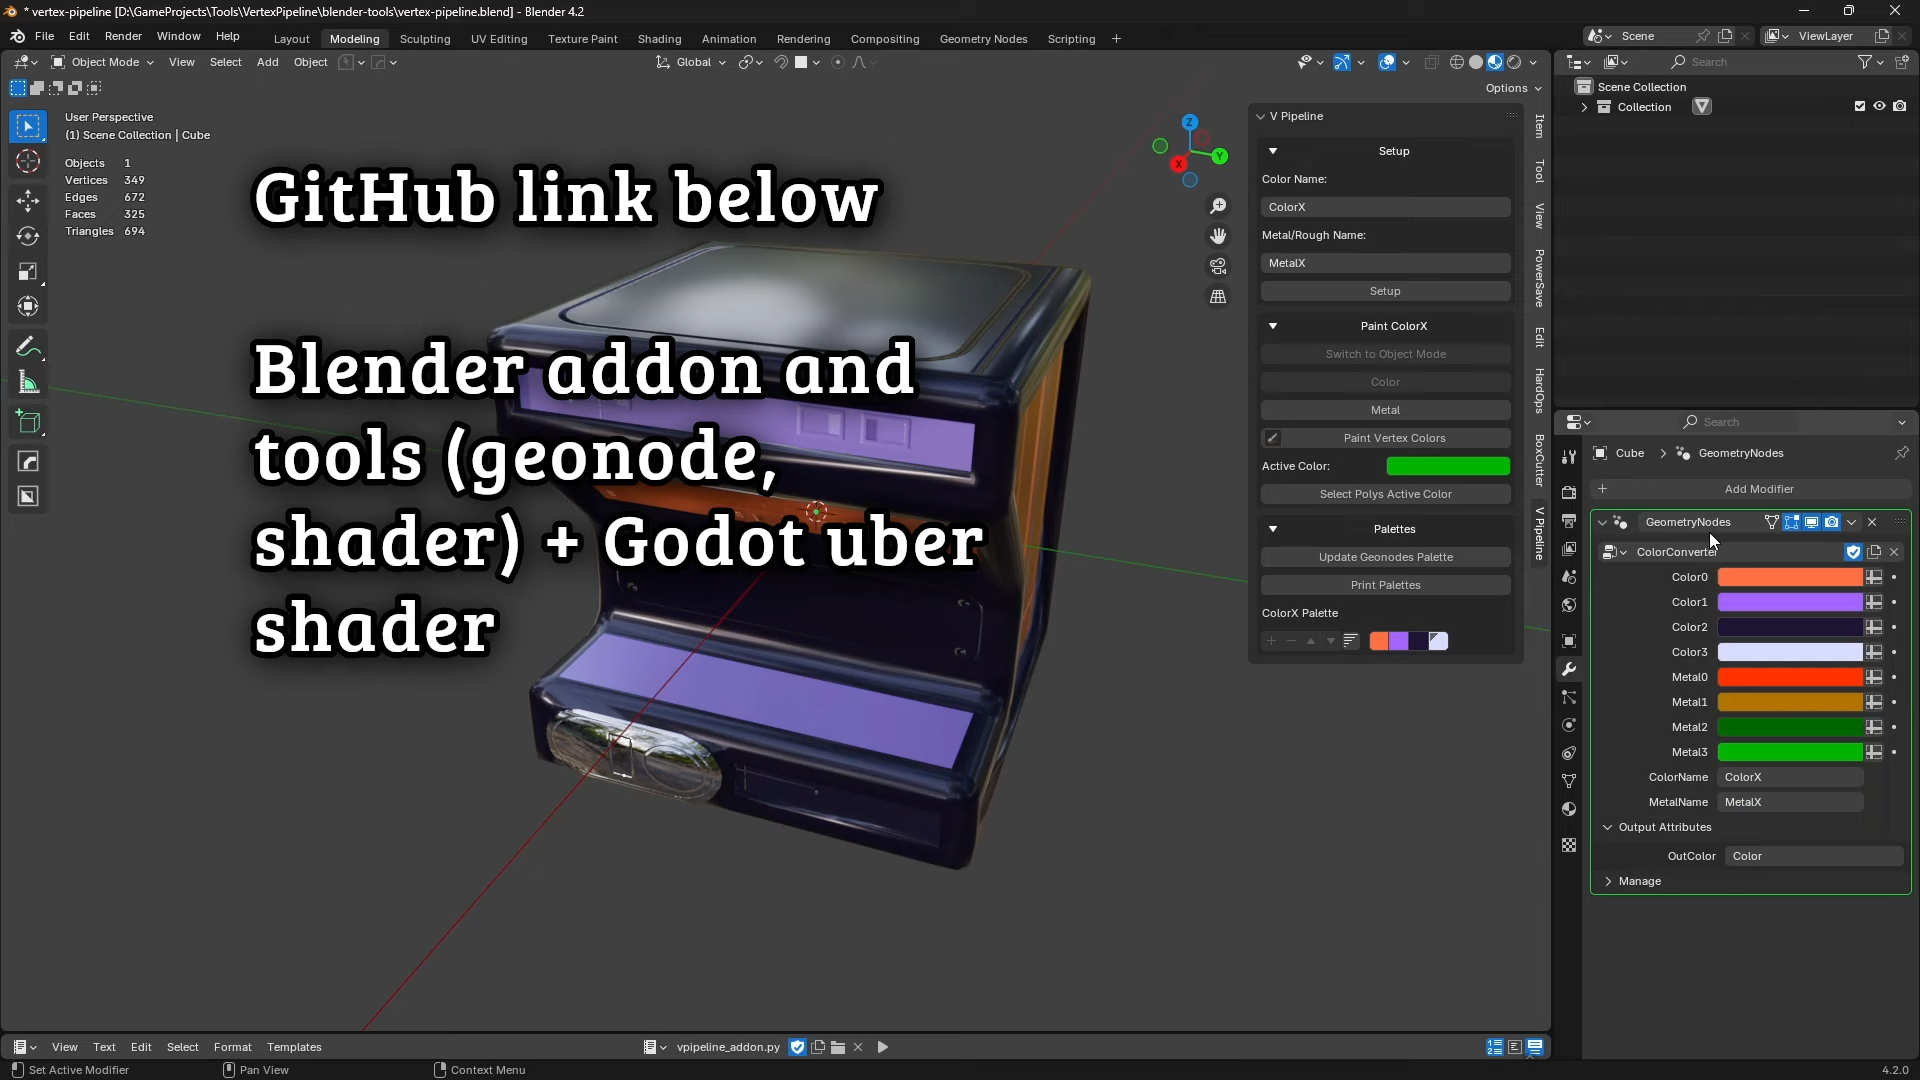 * vertex-pipeline [D:\GameProjects\Tools\VertexPipeline\blender-tools\vertex-pipeline.blend] - Blender 4.2
File Edit Render Window Help Layout Modeling Sculpting UV Editing Texture Paint Shading Animation Rendering Compositing Geometry Nodes Scripting + Scene ViewLayer
Object Mode View Select Add Object Global
Options
User Perspective
(1) Scene Collection | Cube
Objects 1
Vertices 349
Edges 672
Faces 325
Triangles 694
GitHub link below
Blender addon and
tools (geonode,
shader) + Godot uber
shader
Z
Y
X
V Pipeline
Setup
Color Name:
ColorX
Metal/Rough Name:
MetalX
Setup
Paint ColorX
Switch to Object Mode
Color
Metal
Paint Vertex Colors
Active Color:
Select Polys Active Color
Palettes
Update Geonodes Palette
Print Palettes
ColorX Palette
Item
Tool
View
PowerSave
Edit
HardOps
BoxCutter
V Pipeline
Search
Scene Collection
Collection
Search
Cube > GeometryNodes
+ Add Modifier
GeometryNodes
ColorConverter
Color0
Color1
Color2
Color3
Metal0
Metal1
Metal2
Metal3
ColorName ColorX
MetalName MetalX
Output Attributes
OutColor Color
Manage
View Text Edit Select Format Templates vpipeline_addon.py
Set Active Modifier Pan View Context Menu 4.2.0